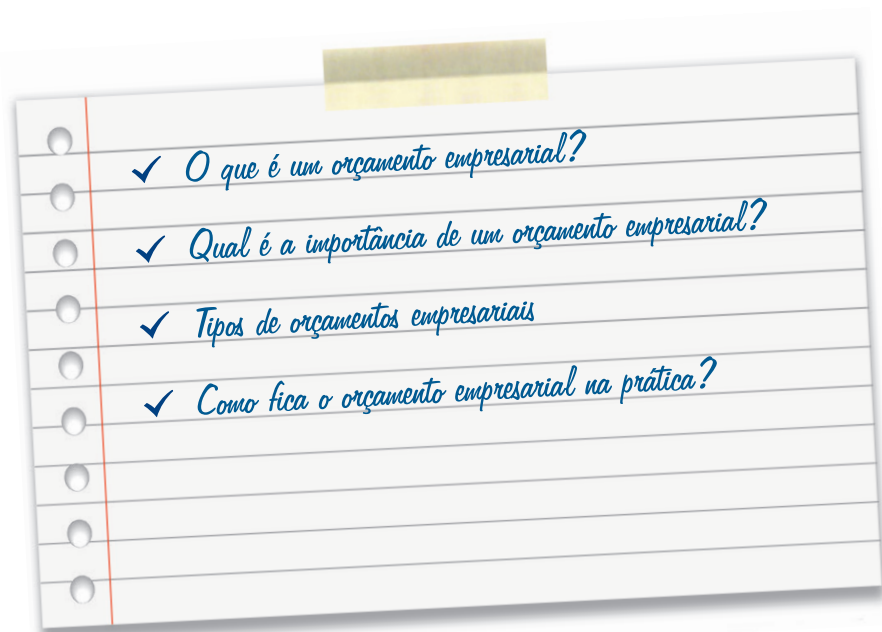 ✓ O que é um orçamento empresarial?
✓ Qual é a importância de um orçamento empresarial?
✓ Tipos de orçamentos empresariais
✓ Como fica o orçamento empresarial na prática?